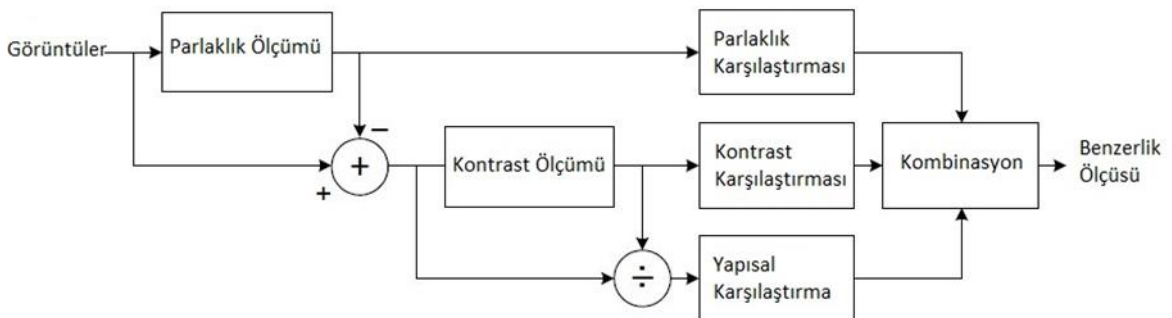 Görüntüler
Parlaklık Ölçümü
Parlaklık
Karşılaştırması
−
+
+
Kontrast Ölçümü
Kontrast
Karşılaştırması
Kombinasyon
Benzerlik
Ölçüsü
÷
Yapısal
Karşılaştırma